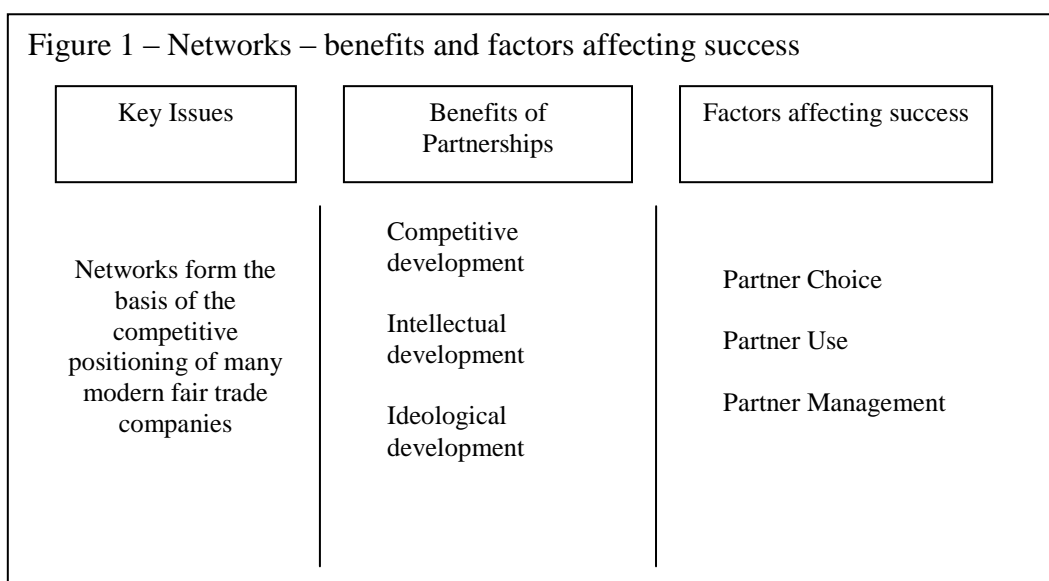 Figure 1 – Networks – benefits and factors affecting success
Key Issues
Benefits of
Partnerships
Factors affecting success
Networks form the
basis of the
competitive
positioning of many
modern fair trade
companies
Competitive
development
Intellectual
development
Ideological
development
Partner Choice
Partner Use
Partner Management